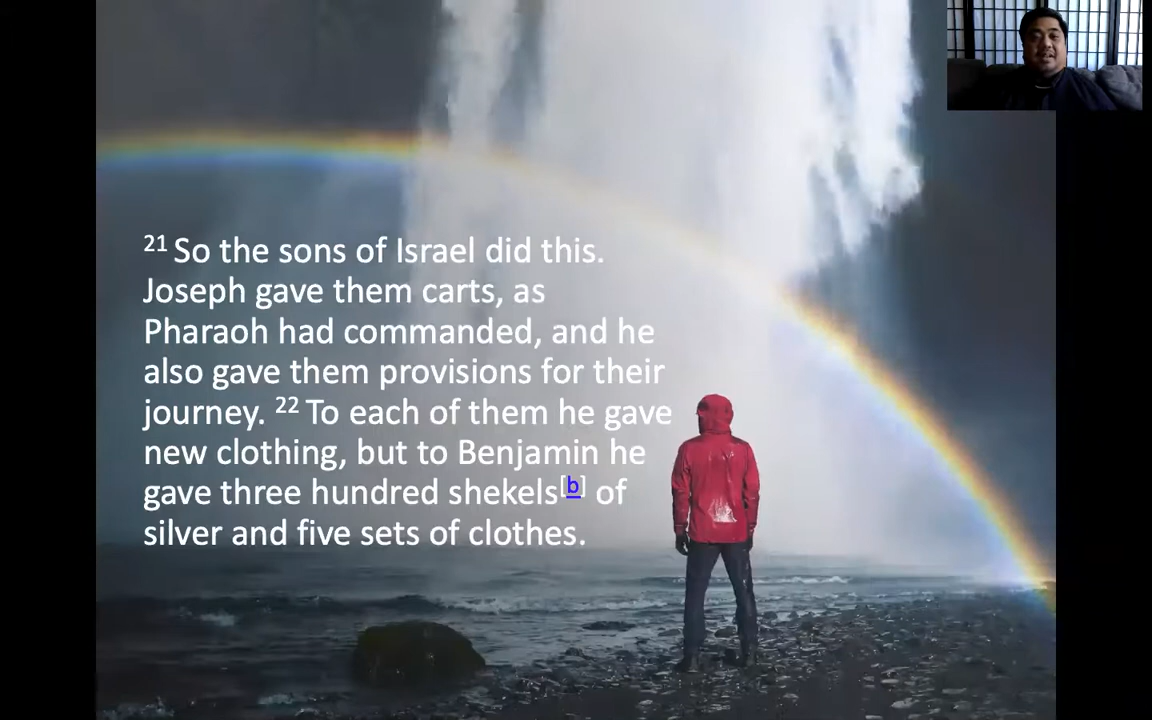 21 So the sons of Israel did this.
Joseph gave them carts, as
Pharaoh had commanded, and he
also gave them provisions for their
journey. 22 To each of them he gave
new clothing, but to Benjamin he
gave three hundred shekels[b] of
silver and five sets of clothes.